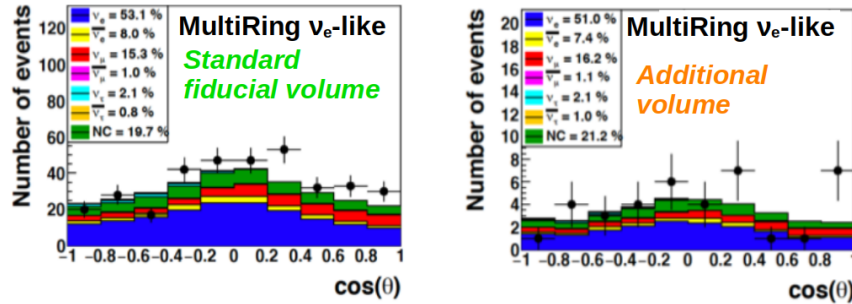 MultiRing νe-like
Standard
fiducial volume
νe = 53.1 %
ν̅e = 8.0 %
νμ = 15.3 %
ν̅μ = 1.0 %
ντ = 2.1 %
ν̅τ = 0.8 %
NC = 19.7 %
Number of events
120
100
80
60
40
20
0
−1 −0.8 −0.6 −0.4 −0.2 0 0.2 0.4 0.6 0.8 1
cos(θ)
MultiRing νe-like
Additional
volume
νe = 51.0 %
ν̅e = 7.4 %
νμ = 16.2 %
ν̅μ = 1.1 %
ντ = 2.1 %
ν̅τ = 1.0 %
NC = 21.2 %
Number of events
20
18
16
14
12
10
8
6
4
2
0
−1 −0.8 −0.6 −0.4 −0.2 0 0.2 0.4 0.6 0.8 1
cos(θ)